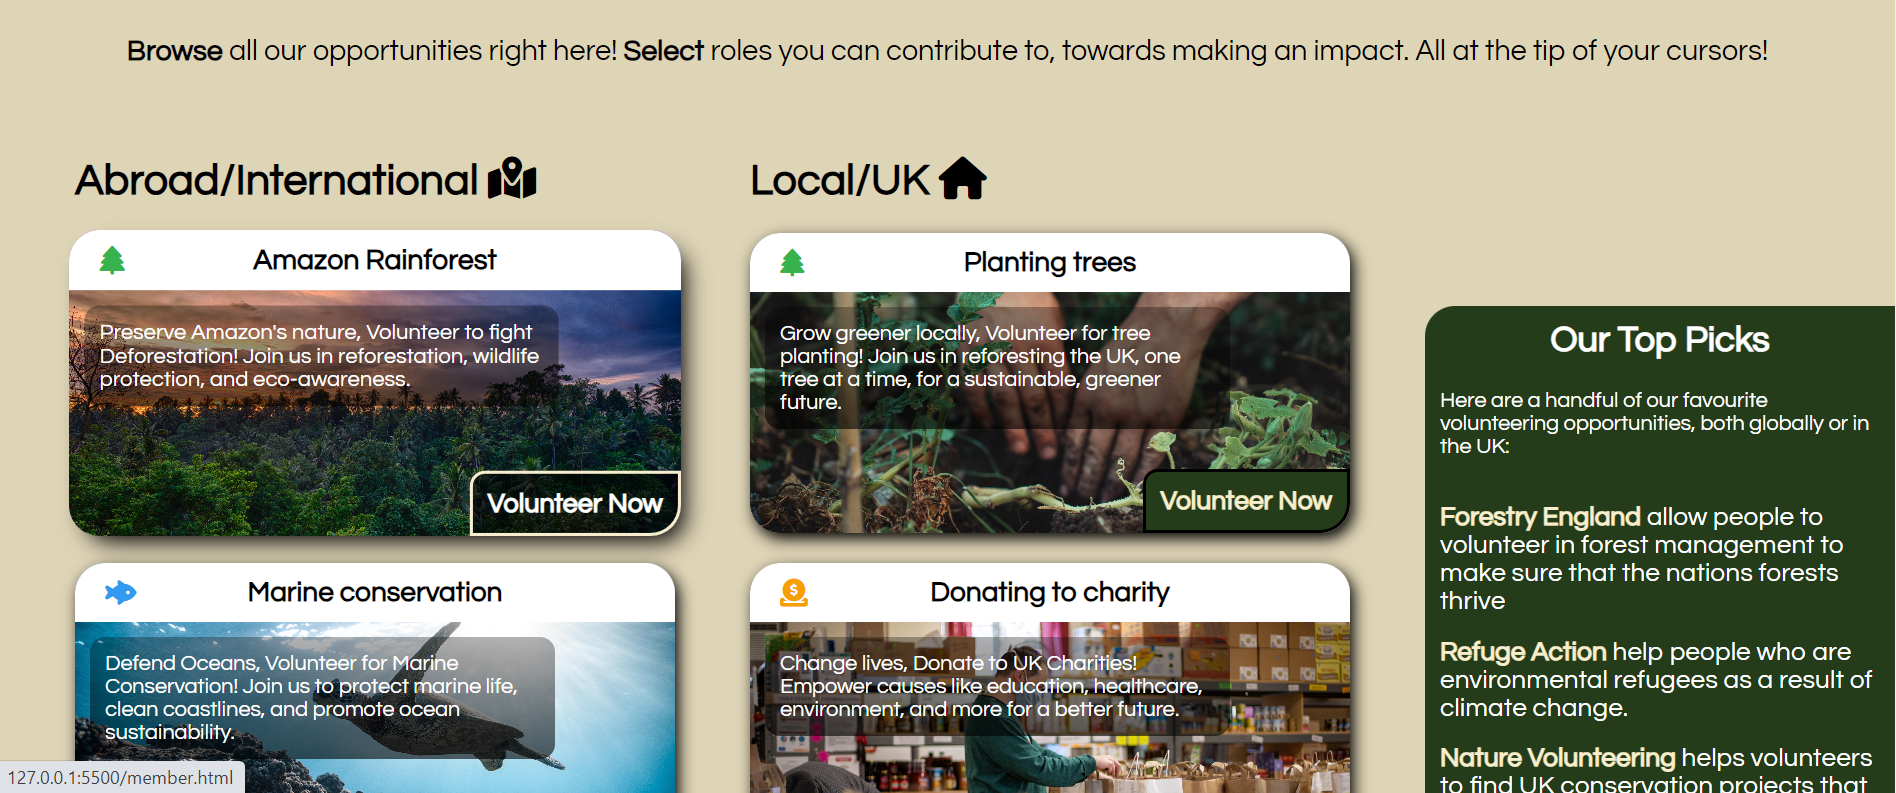 Browse all our opportunities right here! Select roles you can contribute to, towards making an impact. All at the tip of your cursors!
Abroad/International
Local/UK
Amazon Rainforest
Preserve Amazon's nature, Volunteer to fight
Deforestation! Join us in reforestation, wildlife
protection, and eco-awareness.
Volunteer Now
Planting trees
Grow greener locally, Volunteer for tree
planting! Join us in reforesting the UK, one
tree at a time, for a sustainable, greener
future.
Volunteer Now
Marine conservation
Defend Oceans, Volunteer for Marine
Conservation! Join us to protect marine life,
clean coastlines, and promote ocean
sustainability.
Donating to charity
Change lives, Donate to UK Charities!
Empower causes like education, healthcare,
environment, and more for a better future.
Our Top Picks
Here are a handful of our favourite
volunteering opportunities, both globally or in
the UK:
Forestry England allow people to
volunteer in forest management to
make sure that the nations forests
thrive
Refuge Action help people who are
environmental refugees as a result of
climate change.
Nature Volunteering helps volunteers
to find UK conservation projects that
127.0.0.1:5500/member.html